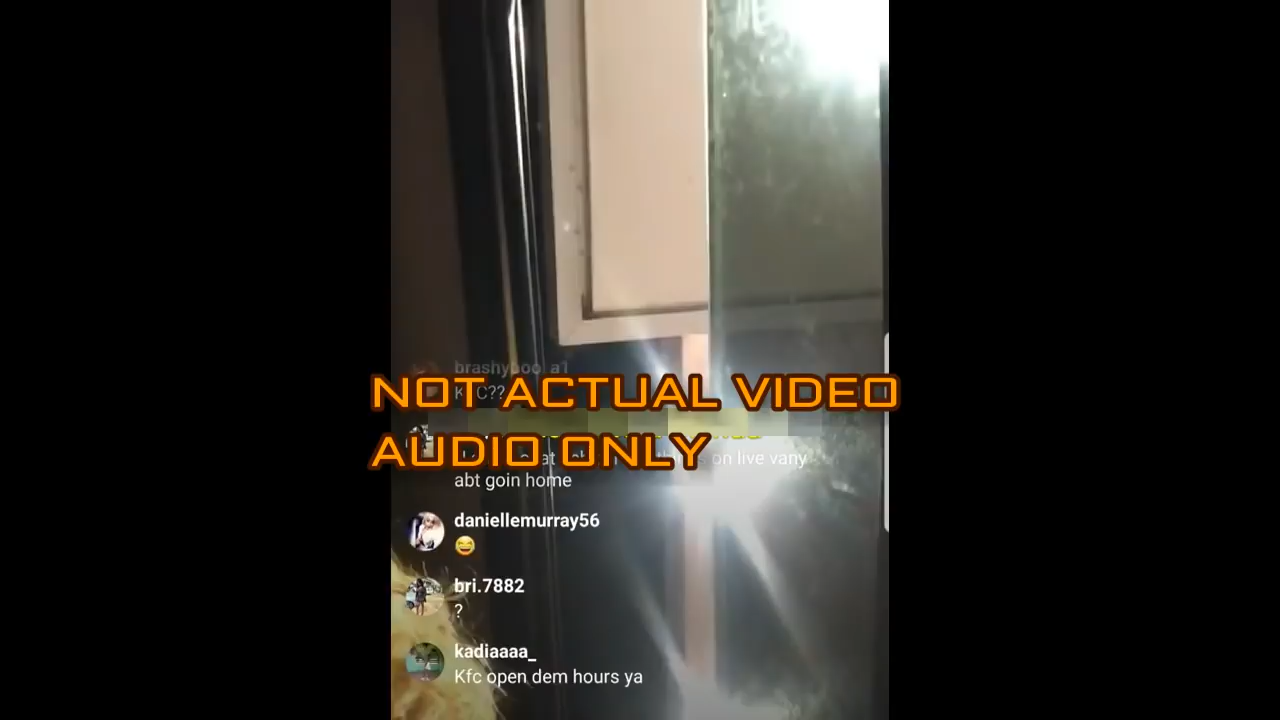 brashybool_a1
KFC??
NOT ACTUAL VIDEO
AUDIO ONLY
on live vany
abt goin home
daniellemurray56
😆
bri.7882
?
kadiaaaa_
Kfc open dem hours ya